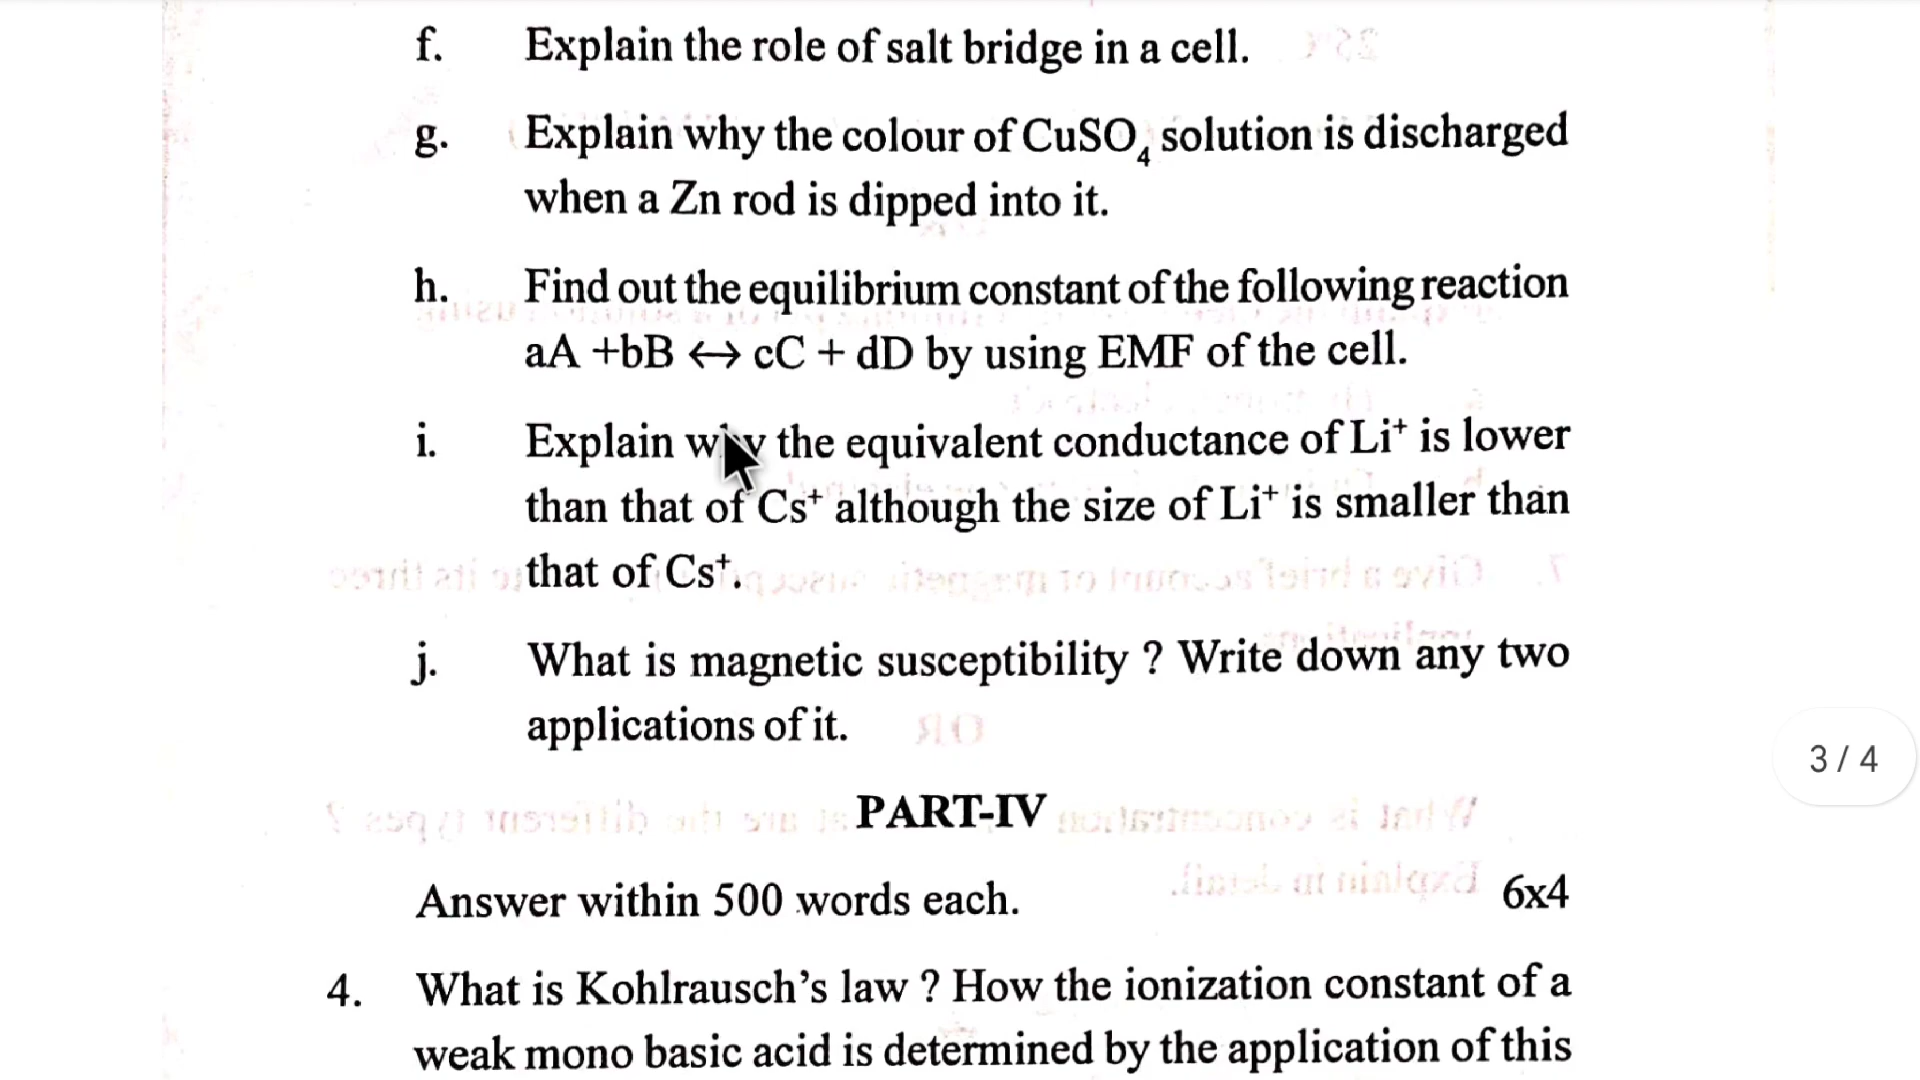 f. Explain the role of salt bridge in a cell.
g. Explain why the colour of CuSO₄ solution is discharged
when a Zn rod is dipped into it.
h. Find out the equilibrium constant of the following reaction
aA +bB ↔ cC + dD by using EMF of the cell.
i. Explain why the equivalent conductance of Li⁺ is lower
than that of Cs⁺ although the size of Li⁺ is smaller than
that of Cs⁺.
j. What is magnetic susceptibility ? Write down any two
applications of it.
3 / 4
PART-IV
Answer within 500 words each. 6x4
4. What is Kohlrausch's law ? How the ionization constant of a
weak mono basic acid is determined by the application of this